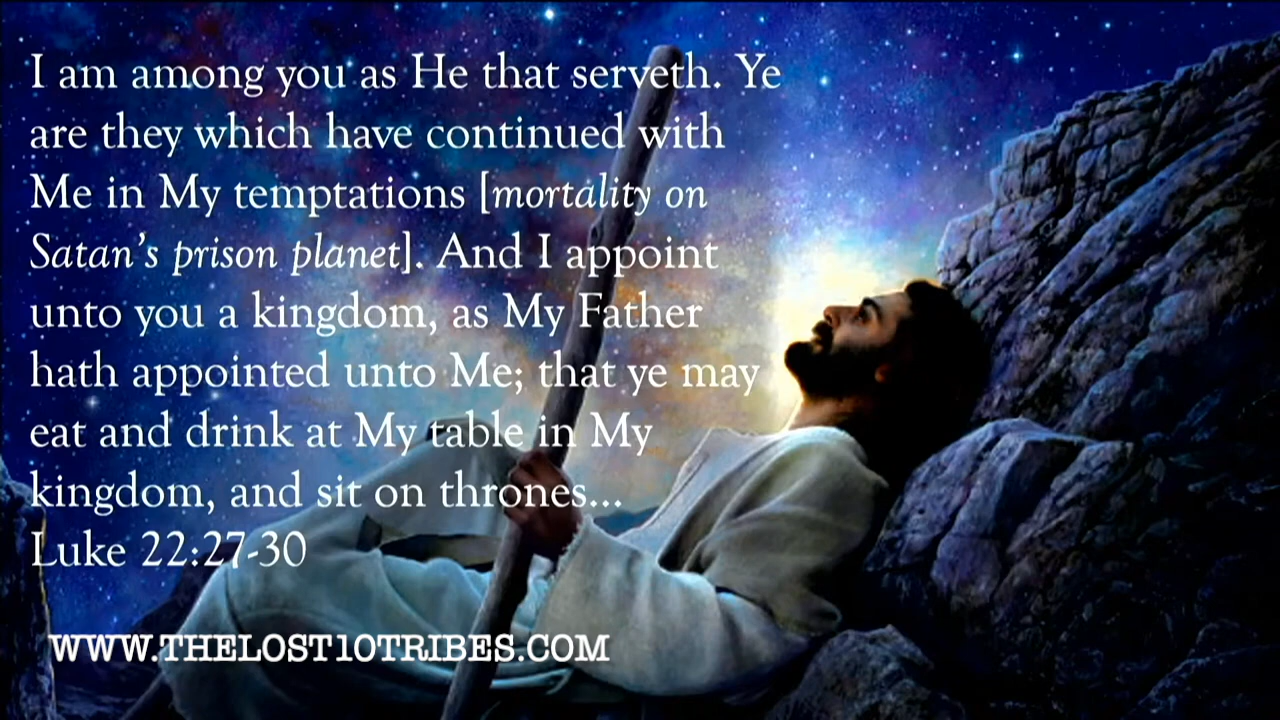 I am among you as He that serveth. Ye
are they which have continued with
Me in My temptations [mortality on
Satan's prison planet]. And I appoint
unto you a kingdom, as My Father
hath appointed unto Me; that ye may
eat and drink at My table in My
kingdom, and sit on thrones...
Luke 22:27-30
WWW.THELOST10TRIBES.COM